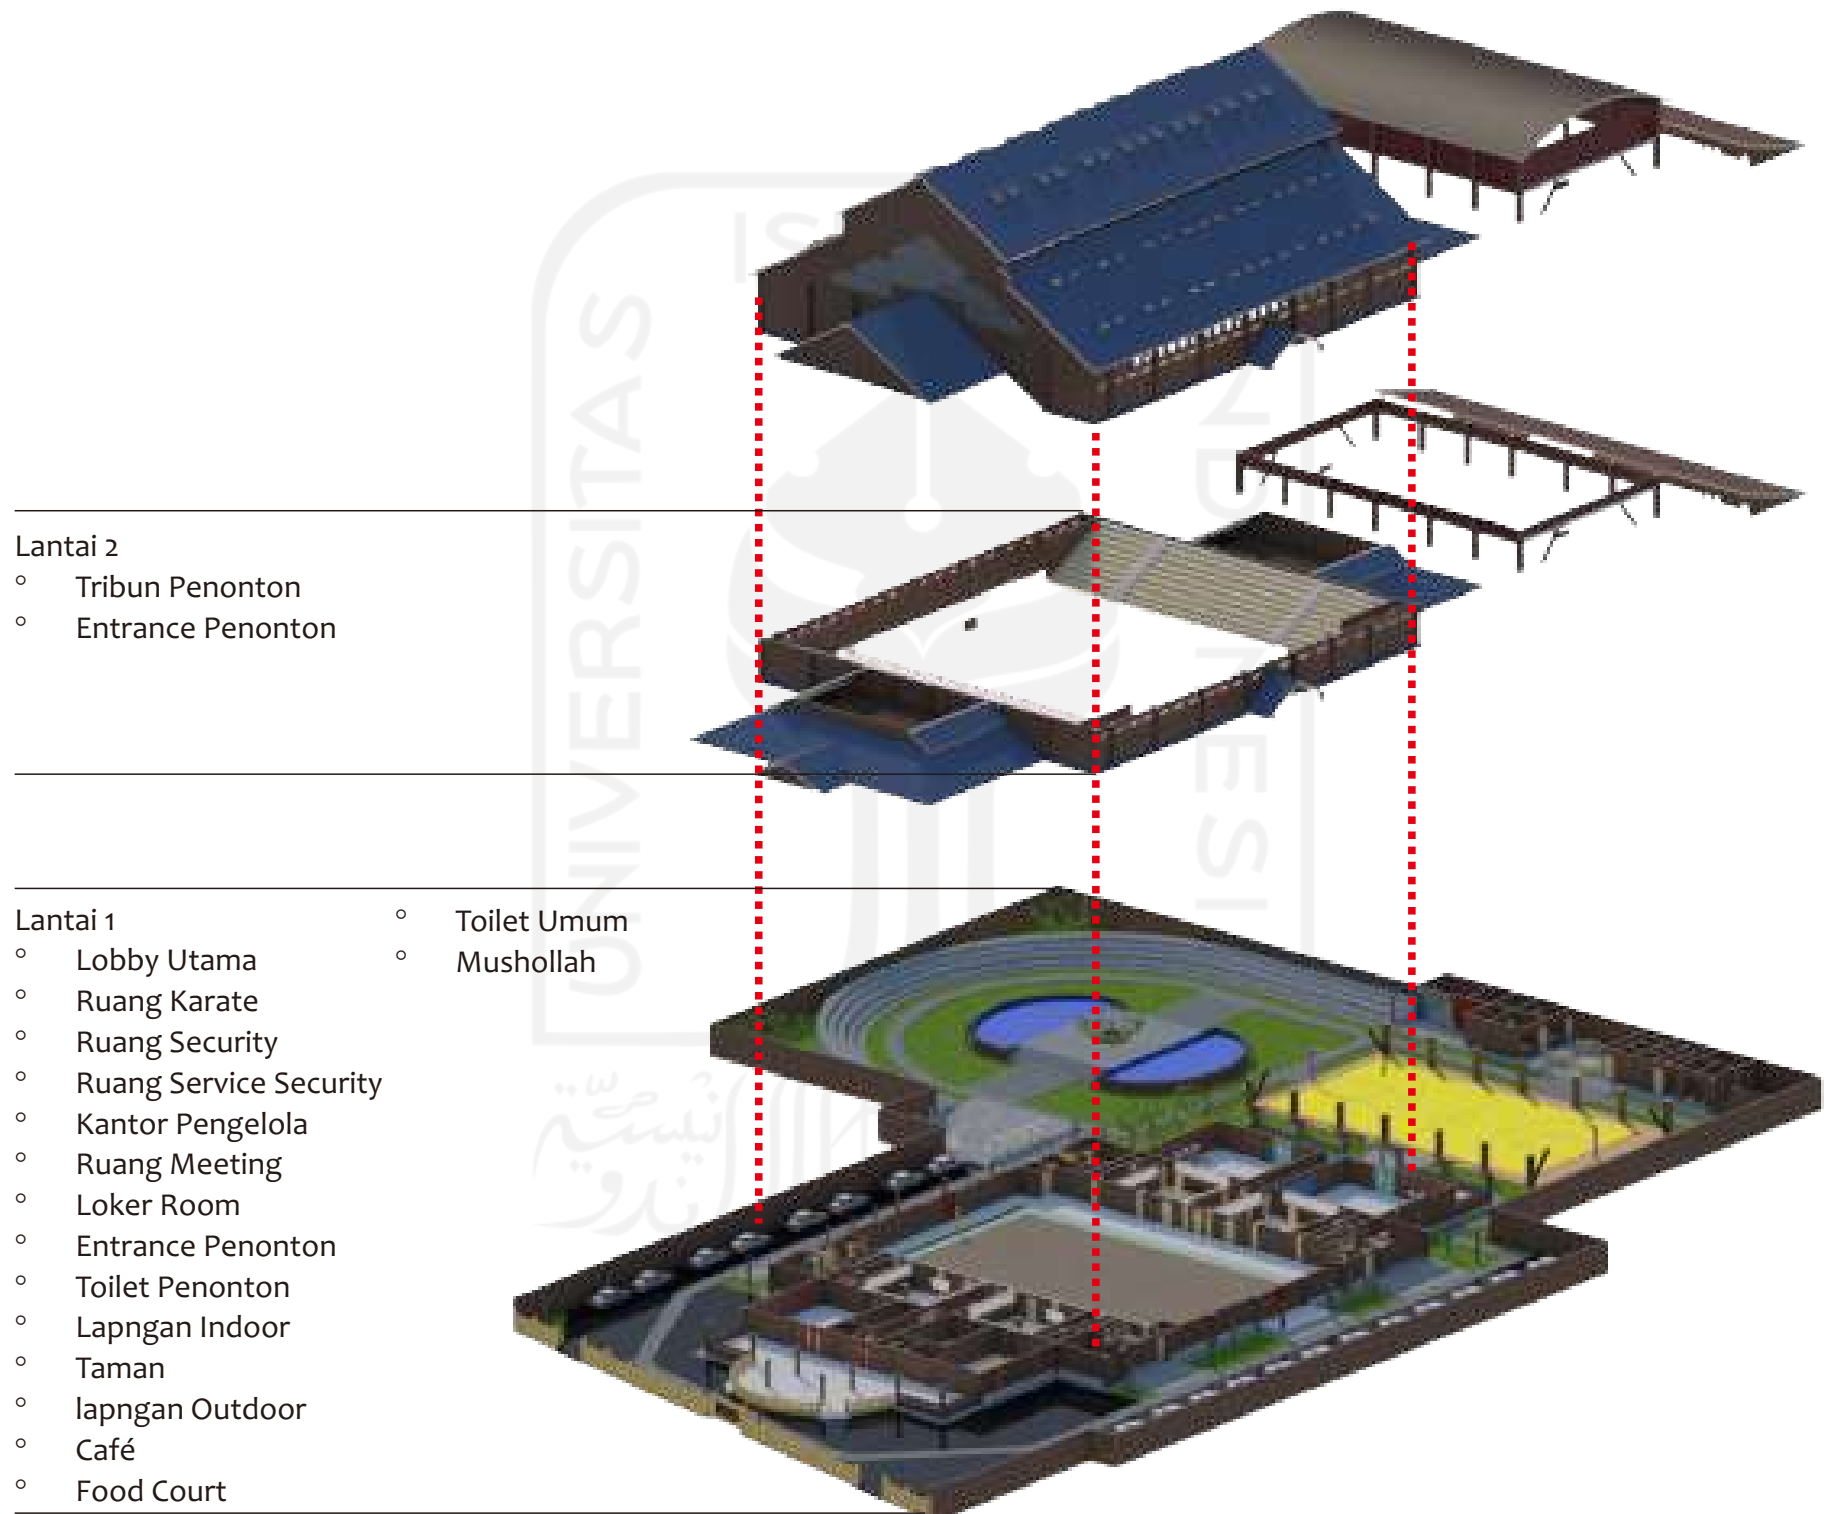 Lantai 2
° Tribun Penonton
° Entrance Penonton
Lantai 1
° Lobby Utama
° Ruang Karate
° Ruang Security
° Ruang Service Security
° Kantor Pengelola
° Ruang Meeting
° Loker Room
° Entrance Penonton
° Toilet Penonton
° Lapngan Indoor
° Taman
° lapngan Outdoor
° Café
° Food Court
° Toilet Umum
° Mushollah
UNIVERSITAS